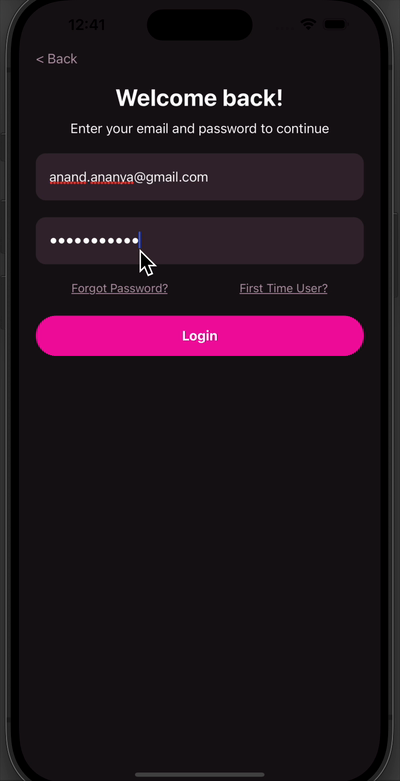 12:41
< Back
Welcome back!
Enter your email and password to continue
anand.ananya@gmail.com
•••••••••••
Forgot Password? First Time User?
Login